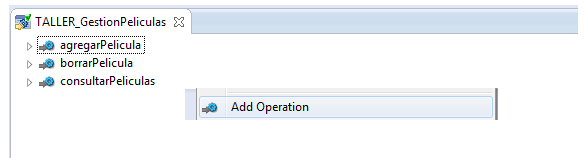 TALLER_GestionPeliculas
agregarPelicula
borrarPelicula
consultarPeliculas
Add Operation